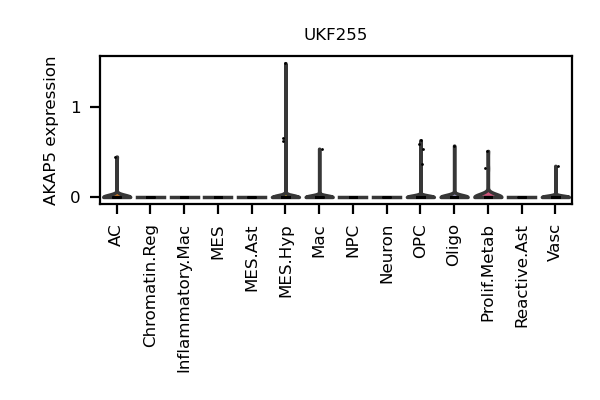 UKF255
AKAP5 expression
1
0
AC
Chromatin.Reg
Inflammatory.Mac
MES
MES.Ast
MES.Hyp
Mac
NPC
Neuron
OPC
Oligo
Prolif.Metab
Reactive.Ast
Vasc